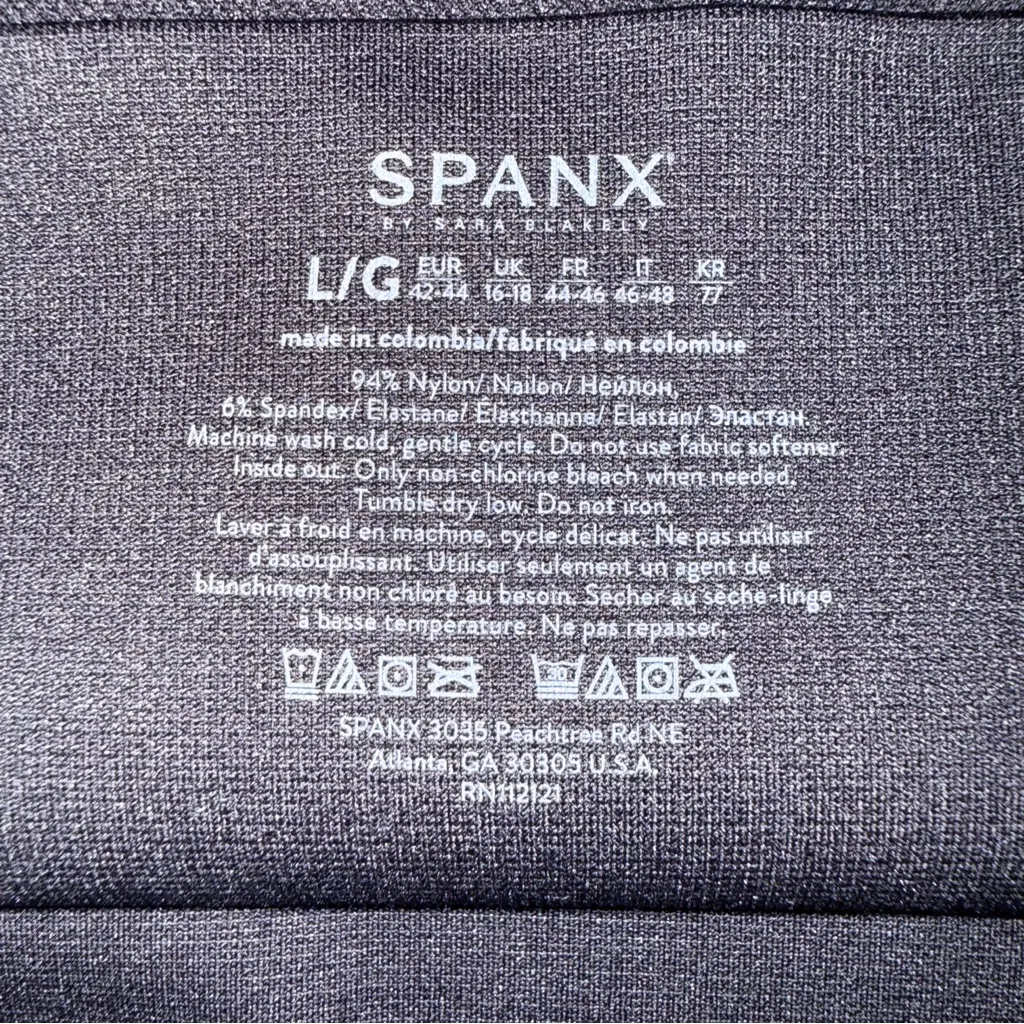 SPANX®
BY SARA BLAKELY
L/G EUR UK FR IT KR
42-44 16-18 44-46 46-48 77
made in colombia/fabriqué en colombie
94% Nylon/ Nailon/ Нейлон,
6% Spandex/ Elastane/ Élasthanne/ Elastan/ Эластан.
Machine wash cold, gentle cycle. Do not use fabric softener.
Inside out. Only non-chlorine bleach when needed.
Tumble dry low. Do not iron.
Laver à froid en machine, cycle délicat. Ne pas utiliser
d'assouplissant. Utiliser seulement un agent de
blanchiment non chloré au besoin. Sécher au sèche-linge
à basse température. Ne pas repasser.
30
SPANX 3035 Peachtree Rd NE
Atlanta, GA 30305 U.S.A.
RN112121